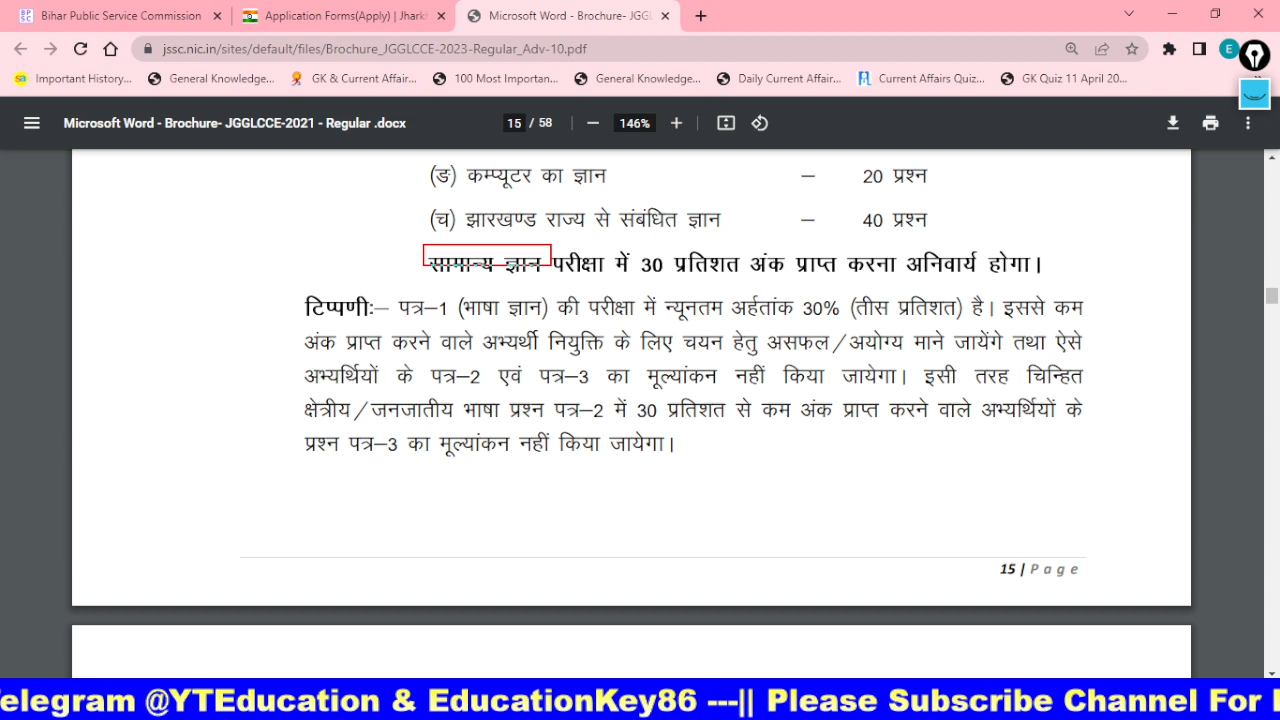 Bihar Public Service Commission
Application Forms(Apply) | Jhark
Microsoft Word - Brochure- JGGL
jssc.nic.in/sites/default/files/Brochure_JGGLCCE-2023-Regular_Adv-10.pdf
E
Important History...
General Knowledge...
GK & Current Affair...
100 Most Importan...
General Knowledge...
Daily Current Affair...
Current Affairs Quiz...
GK Quiz 11 April 20...
Microsoft Word - Brochure- JGGLCCE-2021 - Regular .docx
15 / 58
146%
(ङ) कम्प्यूटर का ज्ञान – 20 प्रश्न
(च) झारखण्ड राज्य से संबंधित ज्ञान – 40 प्रश्न
सामान्य ज्ञान परीक्षा में 30 प्रतिशत अंक प्राप्त करना अनिवार्य होगा।
टिप्पणीः– पत्र–1 (भाषा ज्ञान) की परीक्षा में न्यूनतम अर्हतांक 30% (तीस प्रतिशत) है। इससे कम
अंक प्राप्त करने वाले अभ्यर्थी नियुक्ति के लिए चयन हेतु असफल/अयोग्य माने जायेंगे तथा ऐसे
अभ्यर्थियों के पत्र–2 एवं पत्र–3 का मूल्यांकन नहीं किया जायेगा। इसी तरह चिन्हित
क्षेत्रीय/जनजातीय भाषा प्रश्न पत्र–2 में 30 प्रतिशत से कम अंक प्राप्त करने वाले अभ्यर्थियों के
प्रश्न पत्र–3 का मूल्यांकन नहीं किया जायेगा।
15 | P a g e
elegram @YTEducation & EducationKey86 ---|| Please Subscribe Channel For